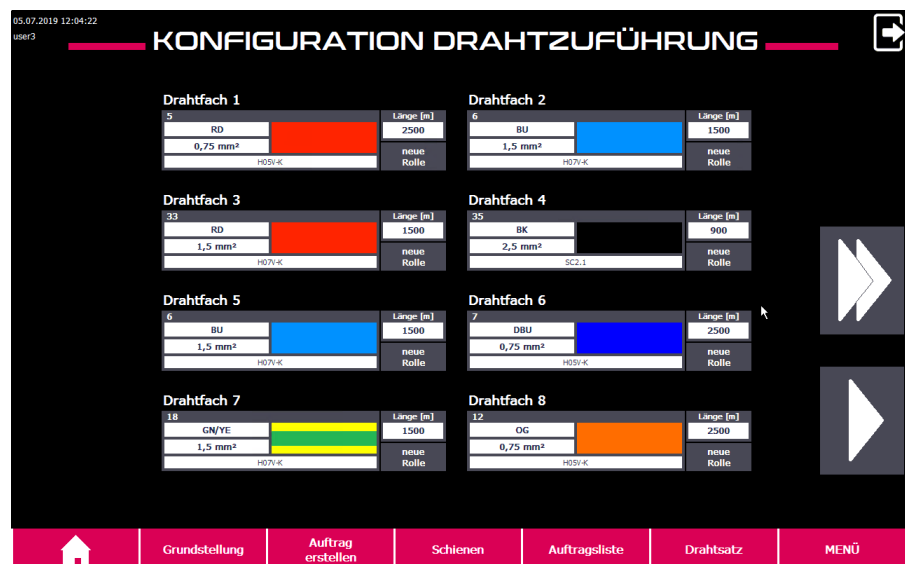 05.07.2019 12:04:22
user3
KONFIGURATION DRAHTZUFÜHRUNG
Drahtfach 1
5
Länge [m]
RD
2500
0,75 mm²
neue
Rolle
H05V-K
Drahtfach 2
6
Länge [m]
BU
1500
1,5 mm²
neue
Rolle
H07V-K
Drahtfach 3
33
Länge [m]
RD
1500
1,5 mm²
neue
Rolle
H07V-K
Drahtfach 4
35
Länge [m]
BK
900
2,5 mm²
neue
Rolle
SC2.1
Drahtfach 5
6
Länge [m]
BU
1500
1,5 mm²
neue
Rolle
H07V-K
Drahtfach 6
7
Länge [m]
DBU
2500
0,75 mm²
neue
Rolle
H05V-K
Drahtfach 7
18
Länge [m]
GN/YE
1500
1,5 mm²
neue
Rolle
H07V-K
Drahtfach 8
12
Länge [m]
OG
2500
0,75 mm²
neue
Rolle
H05V-K
Grundstellung
Auftrag
erstellen
Schienen
Auftragsliste
Drahtsatz
MENÜ